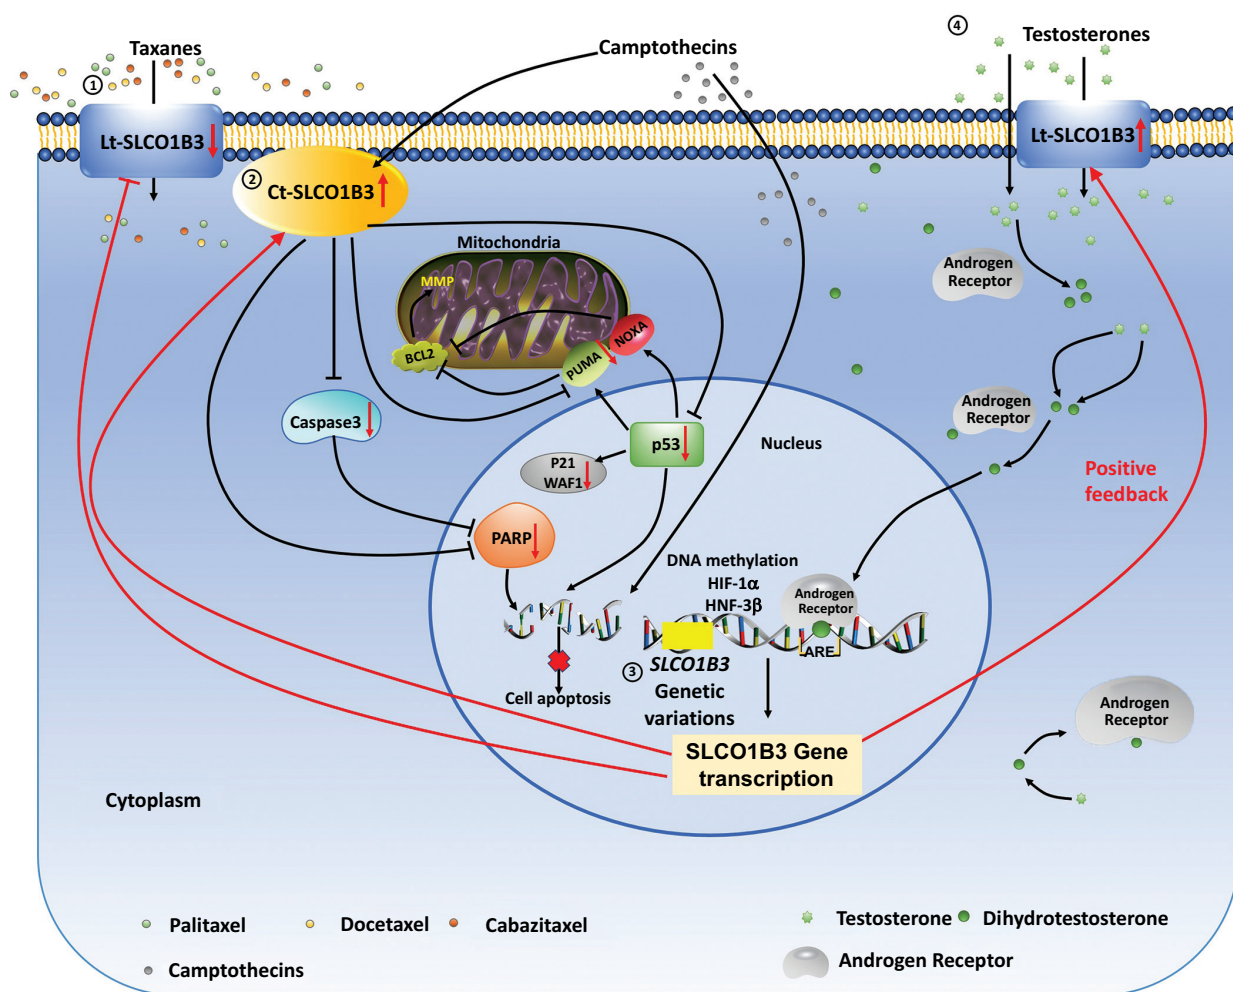 4
Taxanes
Camptothecins
Testosterones
1
Lt-SLCO1B3
Lt-SLCO1B3
2
Ct-SLCO1B3
Mitochondria
MMP
NOXA
BCL2
PUMA
Androgen
Receptor
Caspase3
Androgen
Receptor
p53
Nucleus
P21
WAF1
Positive
feedback
PARP
DNA methylation
HIF-1α
HNF-3β
Androgen
Receptor
ARE
3
SLCO1B3
Genetic
variations
Cell apoptosis
Androgen
Receptor
SLCO1B3 Gene
transcription
Cytoplasm
Palitaxel
Docetaxel
Cabazitaxel
Testosterone
Dihydrotestosterone
Camptothecins
Androgen Receptor